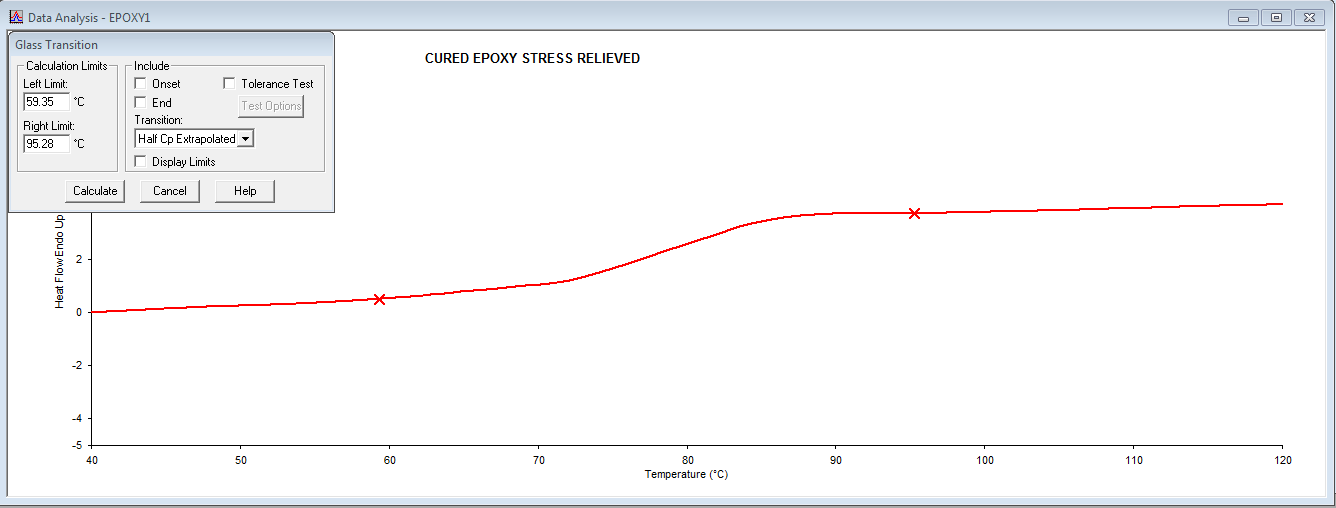 Data Analysis - EPOXY1
Glass Transition
Calculation Limits
Left Limit:
59.35 °C
Right Limit:
95.28 °C
Include
Onset
Tolerance Test
End
Test Options
Transition:
Half Cp Extrapolated
Display Limits
Calculate Cancel Help
CURED EPOXY STRESS RELIEVED
Heat Flow Endo Up
2
0
-2
-4
-5
40 50 60 70 80 90 100 110 120
Temperature (°C)